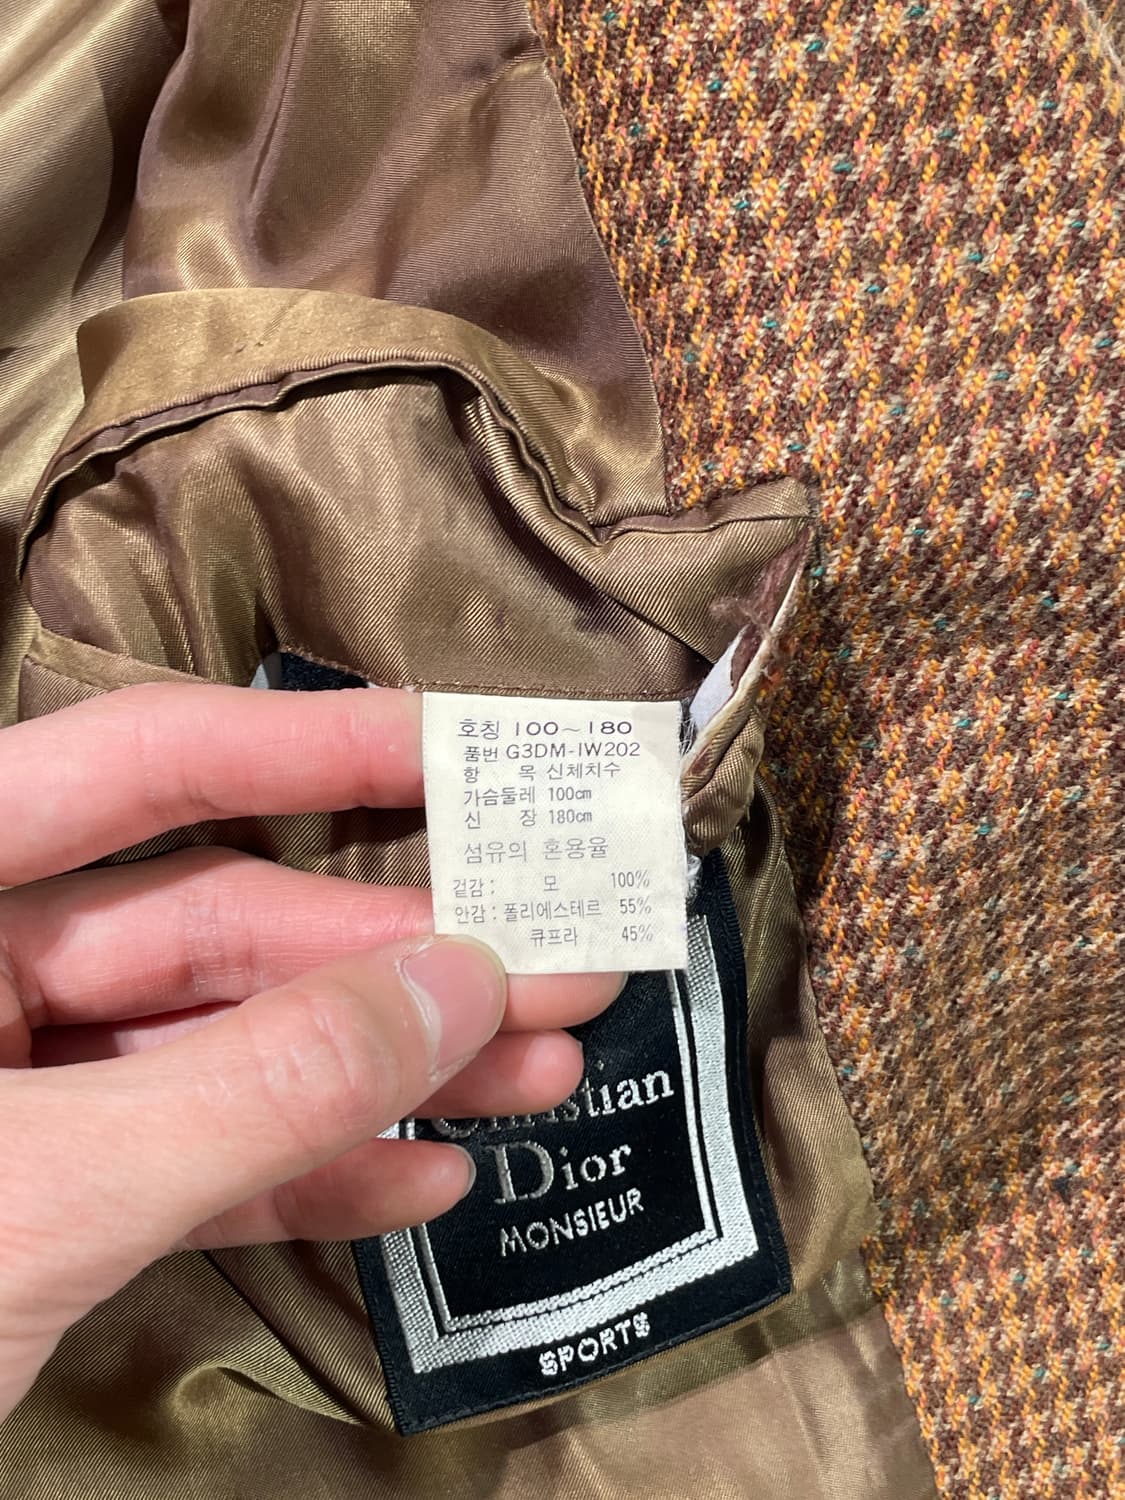 호칭 100~180
품번 G3DM-IW202
항 목 신체치수
가슴둘레 100cm
신 장 180cm
섬유의 혼용율
겉감 : 모 100%
안감 : 폴리에스테르 55%
큐프라 45%
Christian
Dior
MONSIEUR
SPORTS